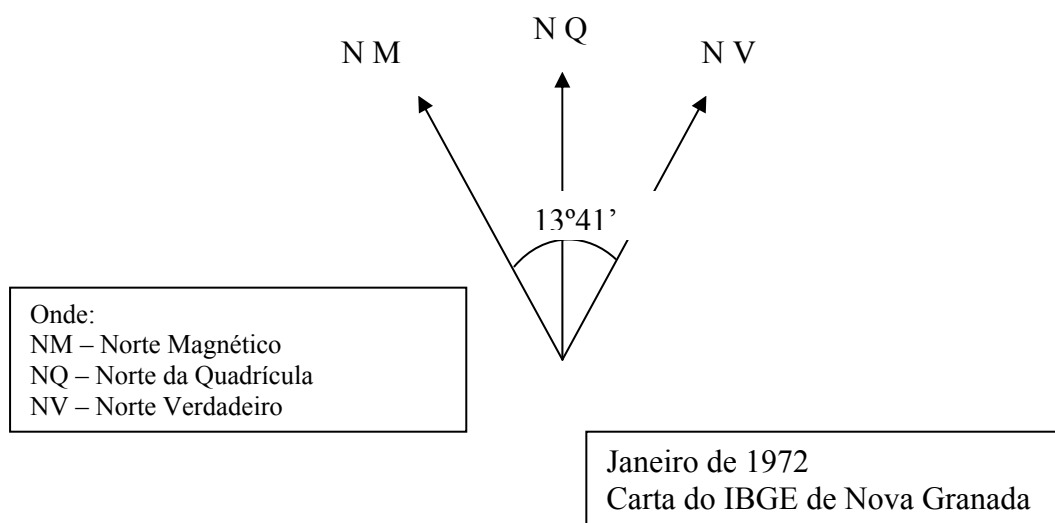 N M
N Q
N V
13º41’
Onde:
NM – Norte Magnético
NQ – Norte da Quadrícula
NV – Norte Verdadeiro
Janeiro de 1972
Carta do IBGE de Nova Granada